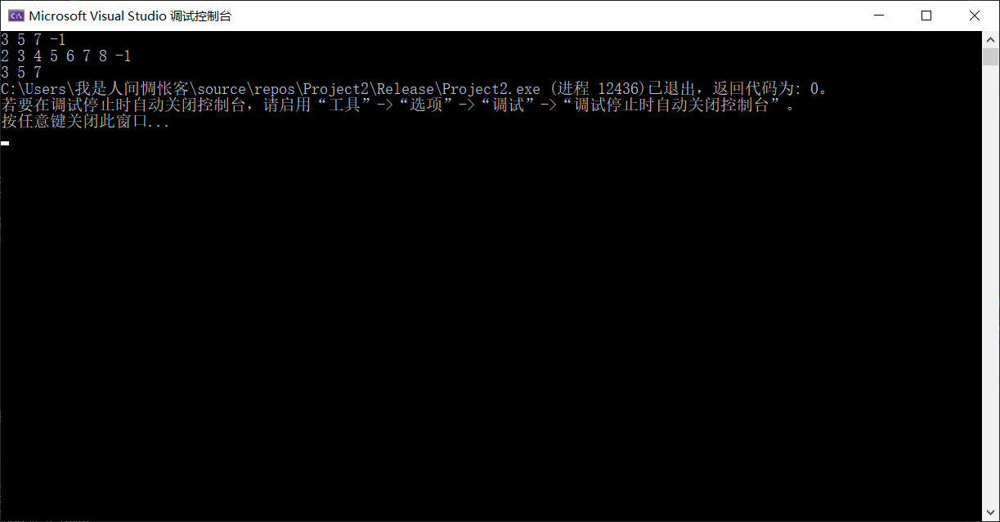 Microsoft Visual Studio 调试控制台
3 5 7 -1
2 3 4 5 6 7 8 -1
3 5 7
C:\Users\我是人间惆怅客\source\repos\Project2\Release\Project2.exe (进程 12436)已退出，返回代码为: 0。
若要在调试停止时自动关闭控制台，请启用“工具”->“选项”->“调试”->“调试停止时自动关闭控制台”。
按任意键关闭此窗口...